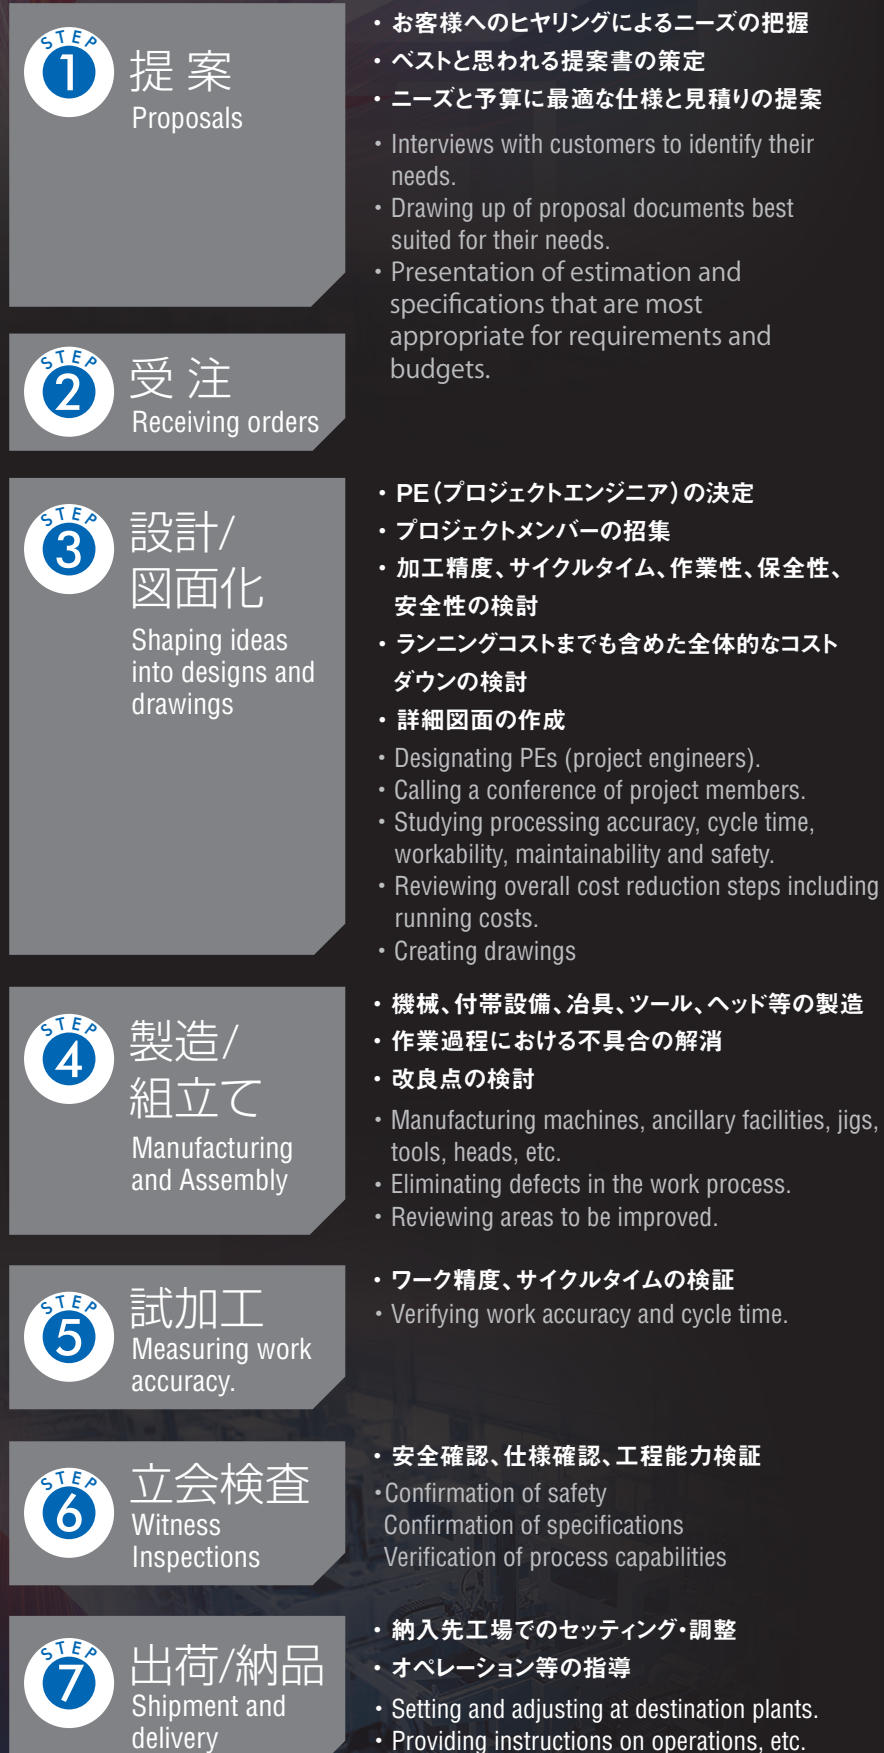 STEP
1
提案
Proposals
・お客様へのヒヤリングによるニーズの把握
・ベストと思われる提案書の策定
・ニーズと予算に最適な仕様と見積りの提案
・Interviews with customers to identify their
needs.
・Drawing up of proposal documents best
suited for their needs.
・Presentation of estimation and
specifications that are most
appropriate for requirements and
budgets.
STEP
2
受注
Receiving orders
STEP
3
設計/
図面化
Shaping ideas
into designs and
drawings
・PE（プロジェクトエンジニア）の決定
・プロジェクトメンバーの招集
・加工精度、サイクルタイム、作業性、保全性、
安全性の検討
・ランニングコストまでも含めた全体的なコスト
ダウンの検討
・詳細図面の作成
・Designating PEs (project engineers).
・Calling a conference of project members.
・Studying processing accuracy, cycle time,
workability, maintainability and safety.
・Reviewing overall cost reduction steps including
running costs.
・Creating drawings
STEP
4
製造/
組立て
Manufacturing
and Assembly
・機械、付帯設備、冶具、ツール、ヘッド等の製造
・作業過程における不具合の解消
・改良点の検討
・Manufacturing machines, ancillary facilities, jigs,
tools, heads, etc.
・Eliminating defects in the work process.
・Reviewing areas to be improved.
STEP
5
試加工
Measuring work
accuracy.
・ワーク精度、サイクルタイムの検証
・Verifying work accuracy and cycle time.
STEP
6
立会検査
Witness
Inspections
・安全確認、仕様確認、工程能力検証
・Confirmation of safety
Confirmation of specifications
Verification of process capabilities
STEP
7
出荷/納品
Shipment and
delivery
・納入先工場でのセッティング・調整
・オペレーション等の指導
・Setting and adjusting at destination plants.
・Providing instructions on operations, etc.